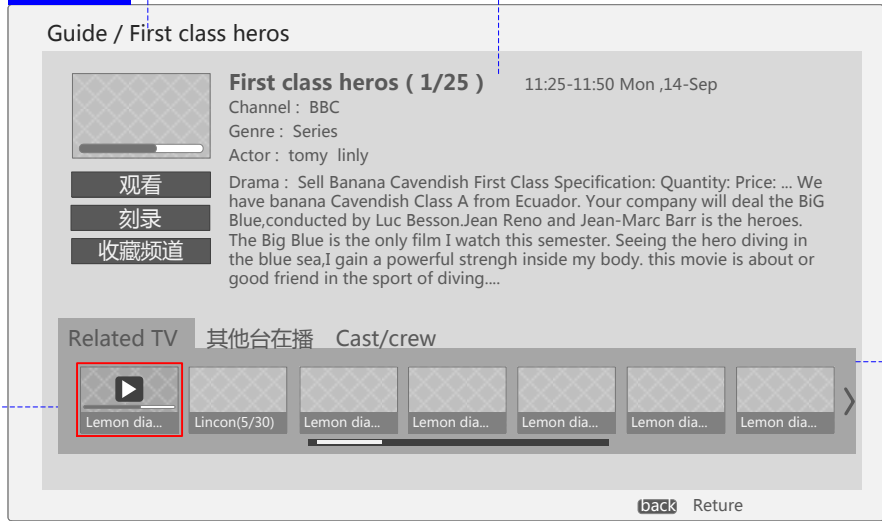 Guide / First class heros
First class heros ( 1/25 ) 11:25-11:50 Mon ,14-Sep
Channel : BBC
Genre : Series
Actor : tomy linly
观看
刻录
收藏频道
Drama : Sell Banana Cavendish First Class Specification: Quantity: Price: ... We
have banana Cavendish Class A from Ecuador. Your company will deal the BiG
Blue,conducted by Luc Besson.Jean Reno and Jean-Marc Barr is the heroes.
The Big Blue is the only film I watch this semester. Seeing the hero diving in
the blue sea,I gain a powerful strengh inside my body. this movie is about or
good friend in the sport of diving....
Related TV 其他台在播 Cast/crew
Lemon dia... Lincon(5/30) Lemon dia... Lemon dia... Lemon dia... Lemon dia... Lemon dia...
back Reture